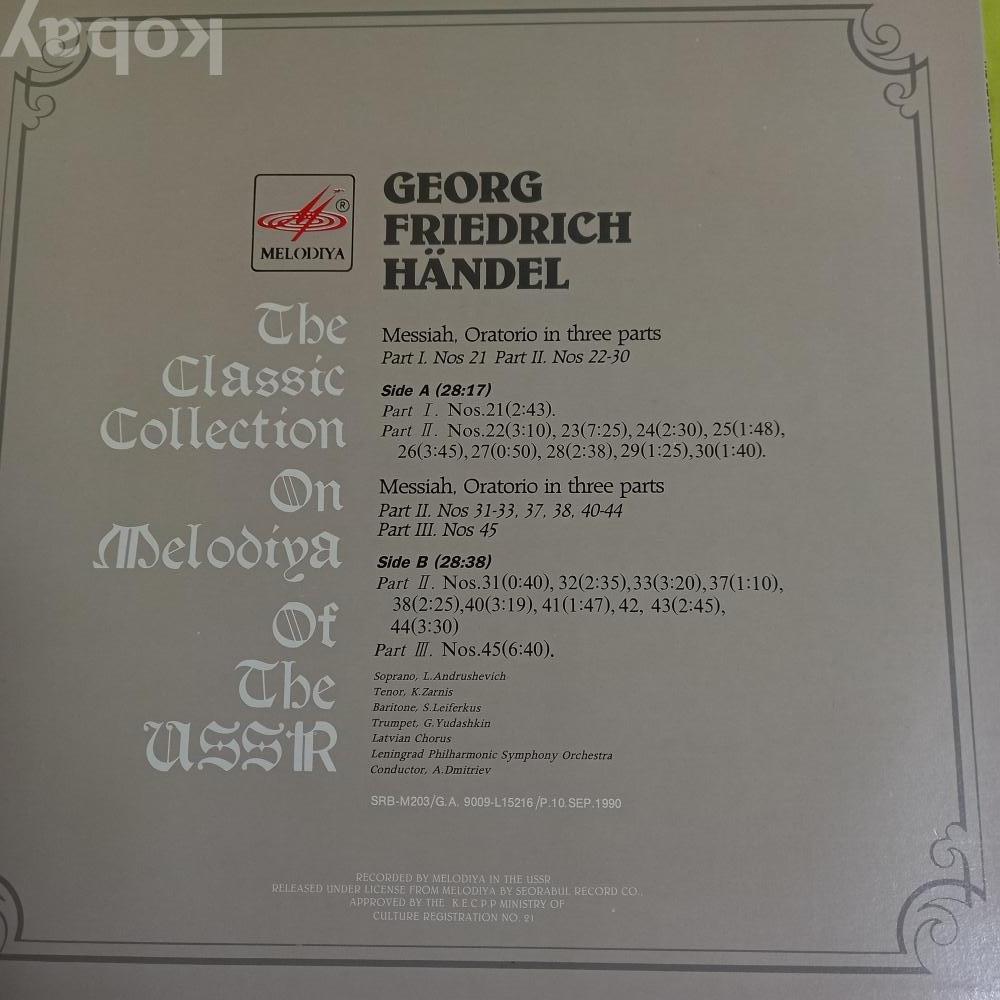 kobay
MELODIYA
®
GEORG
FRIEDRICH
HÄNDEL
The
Classic
Collection
On
Melodiya
Of
The
USSR
Messiah, Oratorio in three parts
Part I. Nos 21 Part II. Nos 22-30
Side A (28:17)
Part Ⅰ. Nos.21(2:43).
Part Ⅱ. Nos.22(3:10), 23(7:25), 24(2:30), 25(1:48),
26(3:45), 27(0:50), 28(2:38), 29(1:25),30(1:40).
Messiah, Oratorio in three parts
Part II. Nos 31-33, 37, 38, 40-44
Part III. Nos 45
Side B (28:38)
Part Ⅱ. Nos.31(0:40), 32(2:35),33(3:20),37(1:10),
38(2:25),40(3:19), 41(1:47), 42, 43(2:45),
44(3:30)
Part Ⅲ. Nos.45(6:40).
Soprano, L.Andrushevich
Tenor, K.Zarnis
Baritone, S.Leiferkus
Trumpet, G.Yudashkin
Latvian Chorus
Leningrad Philharmonic Symphony Orchestra
Conductor, A.Dmitriev
SRB-M203/G.A. 9009-L15216/P.10.SEP.1990
RECORDED BY MELODIYA IN THE USSR
RELEASED UNDER LICENSE FROM MELODIYA BY SEORABUL RECORD CO.,
APPROVED BY THE K.E C.P P MINISTRY OF
CULTURE REGISTRATION NO. 21